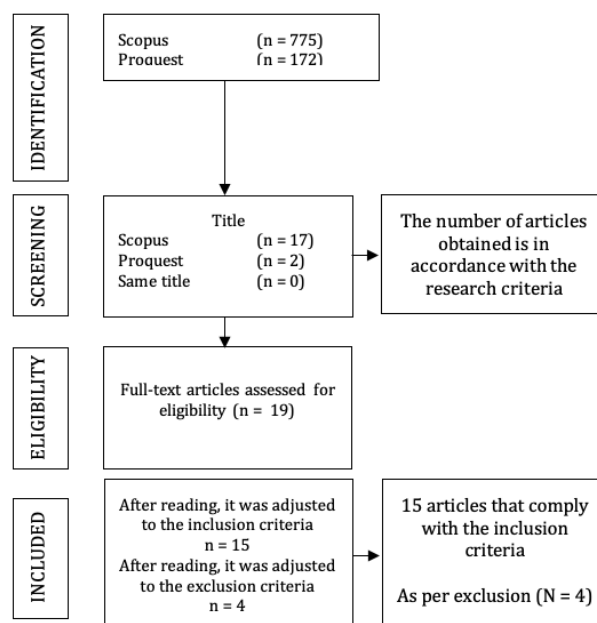 IDENTIFICATION
Scopus (n = 775)
Proquest (n = 172)
SCREENING
Title
Scopus (n = 17)
Proquest (n = 2)
Same title (n = 0)
The number of articles
obtained is in
accordance with the
research criteria
ELIGIBILITY
Full-text articles assessed for
eligibility (n = 19)
INCLUDED
After reading, it was adjusted
to the inclusion criteria
n = 15
After reading, it was adjusted
to the exclusion criteria
n = 4
15 articles that comply
with the inclusion
criteria
As per exclusion (N = 4)